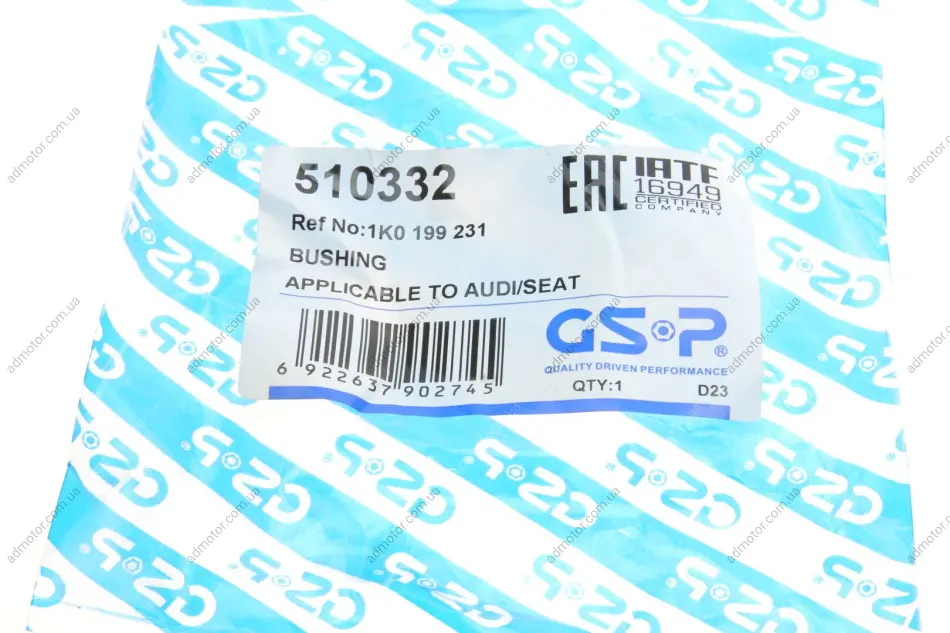 510332
EAC
IATF
16949
CERTIFIED
COMPANY
Ref No:1K0 199 231
BUSHING
APPLICABLE TO AUDI/SEAT
GS·P®
QUALITY DRIVEN PERFORMANCE
6 922637 902745
QTY:1
D23
admotor.com.ua